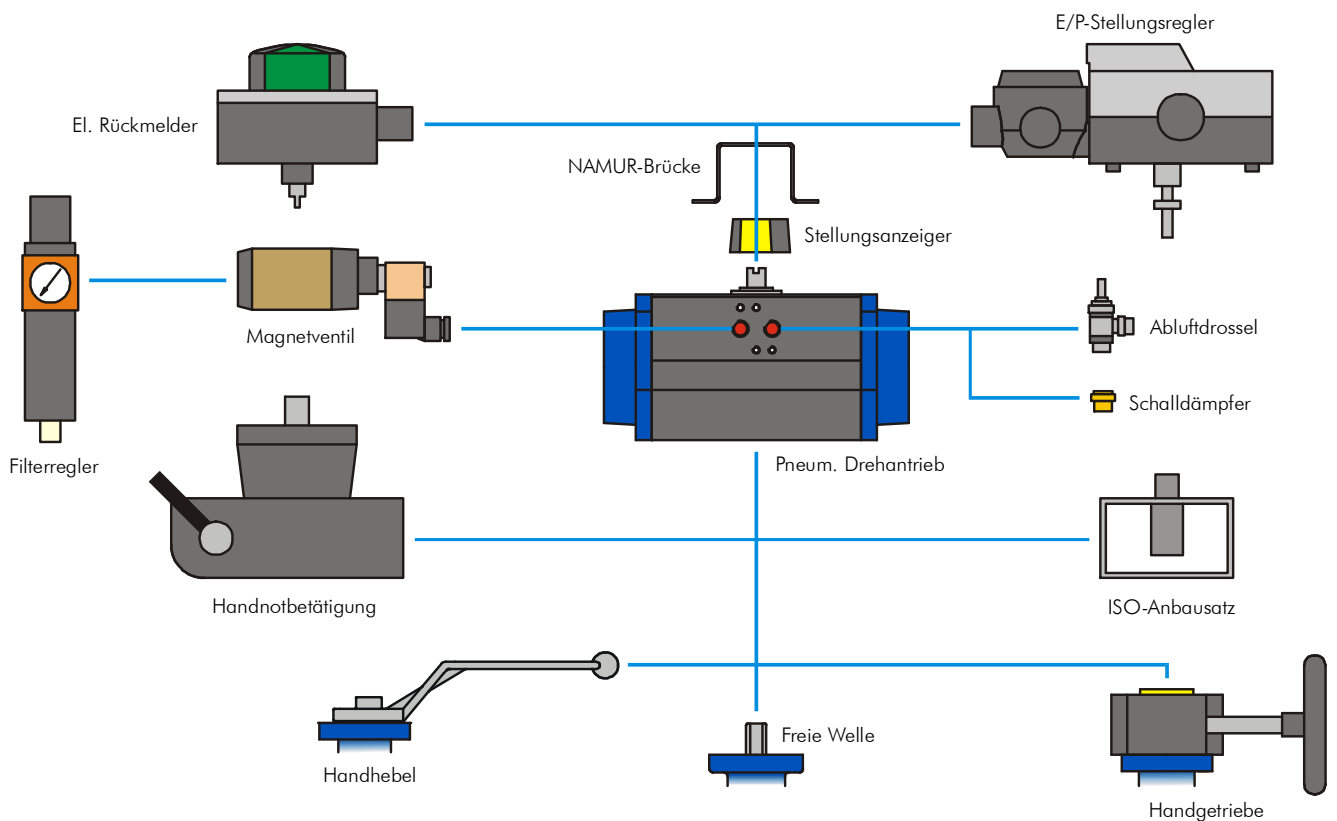 E/P-Stellungsregler
El. Rückmelder
NAMUR-Brücke
Stellungsanzeiger
Magnetventil
Abluftdrossel
Schalldämpfer
Filterregler
Pneum. Drehantrieb
Handnotbetätigung
ISO-Anbausatz
Freie Welle
Handhebel
Handgetriebe